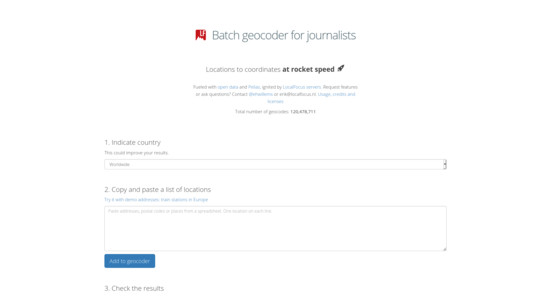 Batch geocoder for journalists
Locations to coordinates at rocket speed
Fueled with open data and Pelias, ignited by LocalFocus servers. Request features
or ask questions? Contact @erwillems or erik@localfocus.nl. Usage, credits and
licenses.
Total number of geocodes: 120,678,711
1. Indicate country
This could improve your results.
Worldwide
2. Copy and paste a list of locations
Try it with demo addresses: train stations in Europe
Paste addresses, postal codes or places from a spreadsheet. One location on each line.
Add to geocoder
3. Check the results